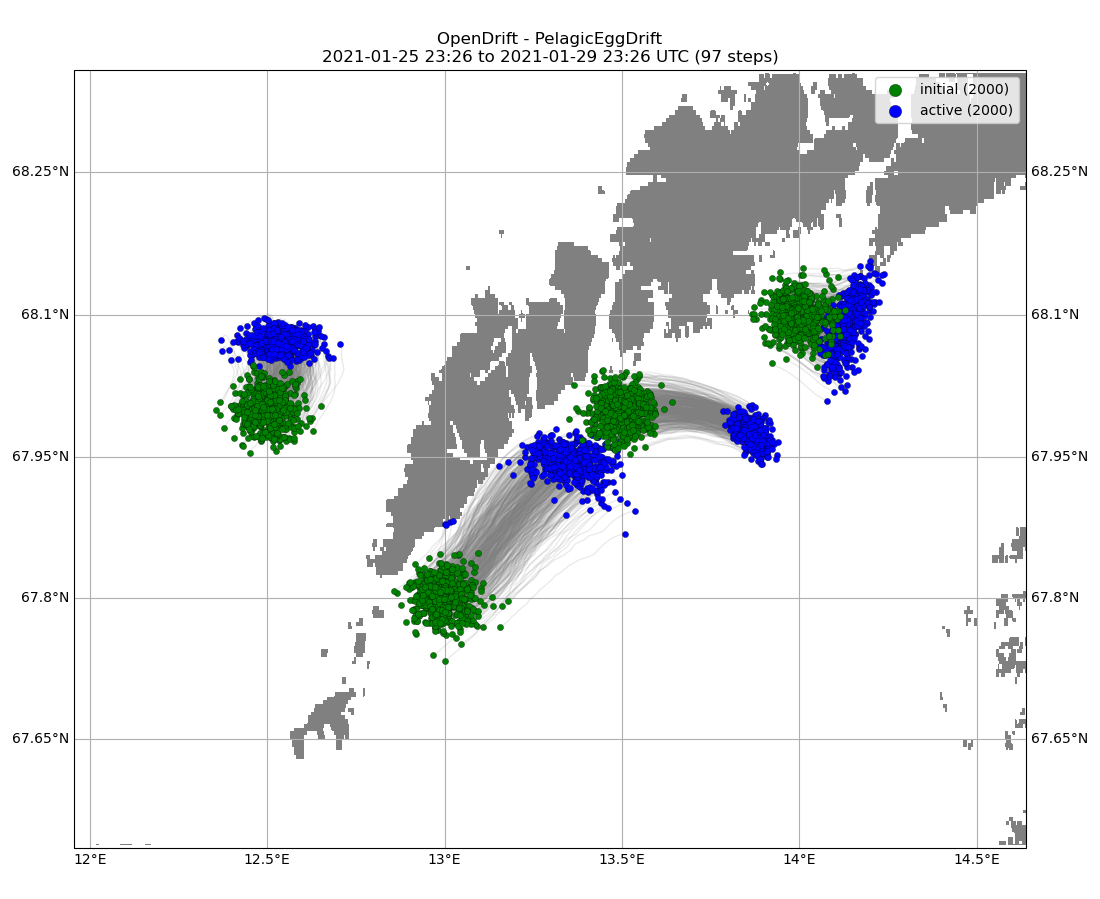 OpenDrift - PelagicEggDrift
2021-01-25 23:26 to 2021-01-29 23:26 UTC (97 steps)
initial (2000)
active (2000)
68.25°N 68.25°N
68.1°N 68.1°N
67.95°N 67.95°N
67.8°N 67.8°N
67.65°N 67.65°N
12°E 12.5°E 13°E 13.5°E 14°E 14.5°E